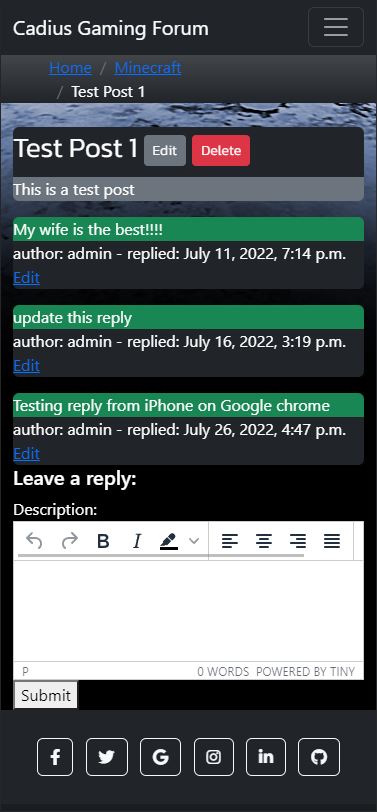 Cadius Gaming Forum
Home / Minecraft
/ Test Post 1
Test Post 1 Edit Delete
This is a test post
My wife is the best!!!!
author: admin - replied: July 11, 2022, 7:14 p.m.
Edit
update this reply
author: admin - replied: July 16, 2022, 3:19 p.m.
Edit
Testing reply from iPhone on Google chrome
author: admin - replied: July 26, 2022, 4:47 p.m.
Edit
Leave a reply:
Description:
B I
P 0 WORDS POWERED BY TINY
Submit